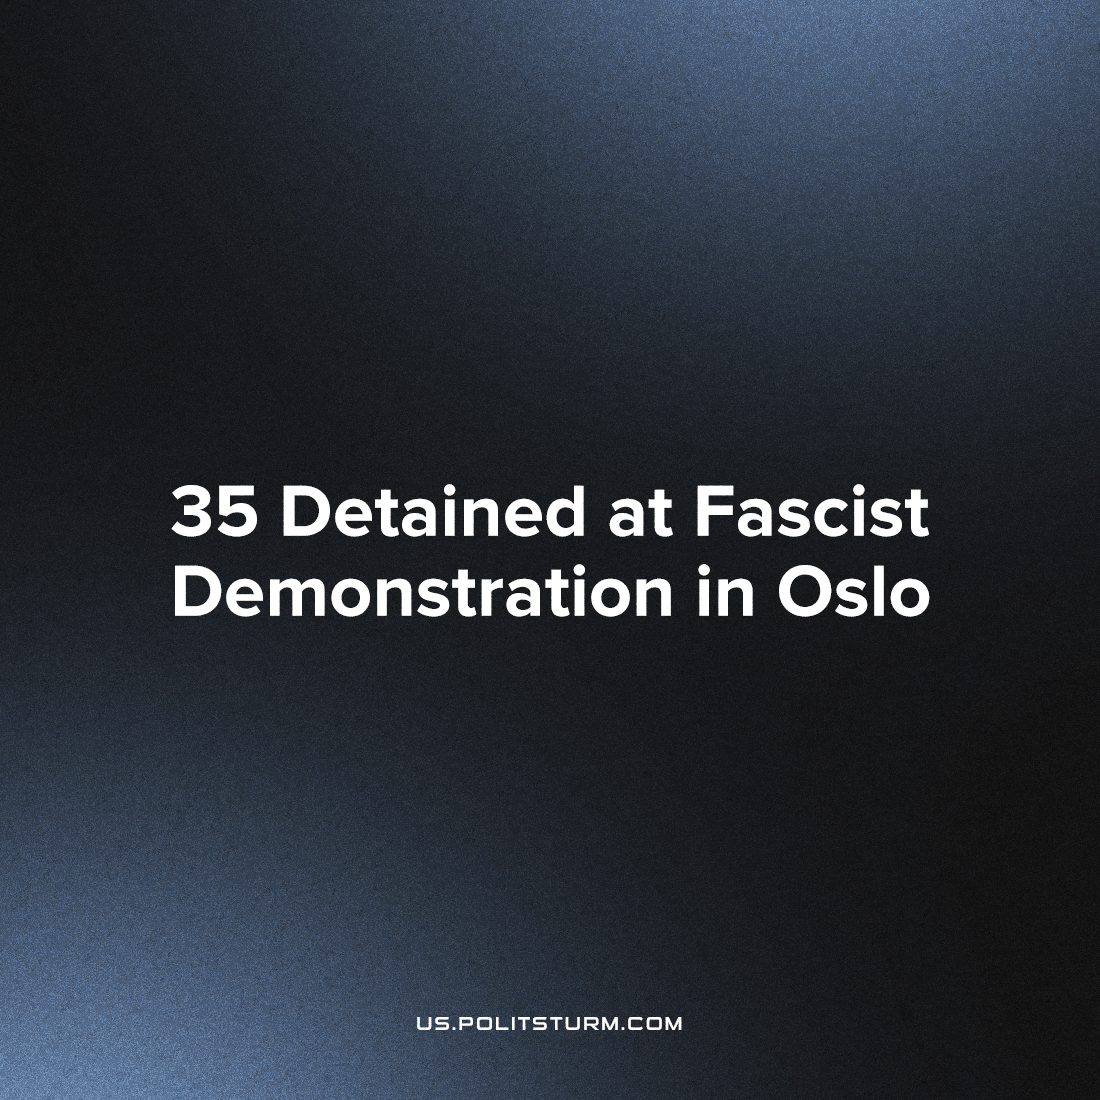 35 Detained at Fascist
Demonstration in Oslo
US.POLITSTURM.COM